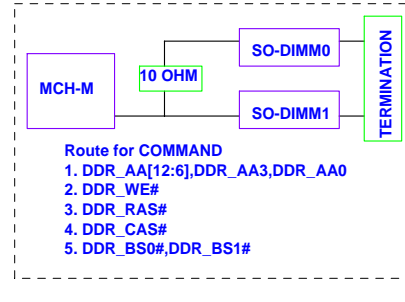 SO-DIMM0
10 OHM
MCH-M
SO-DIMM1
TERMINATION
Route for COMMAND
1. DDR_AA[12:6],DDR_AA3,DDR_AA0
2. DDR_WE#
3. DDR_RAS#
4. DDR_CAS#
5. DDR_BS0#,DDR_BS1#